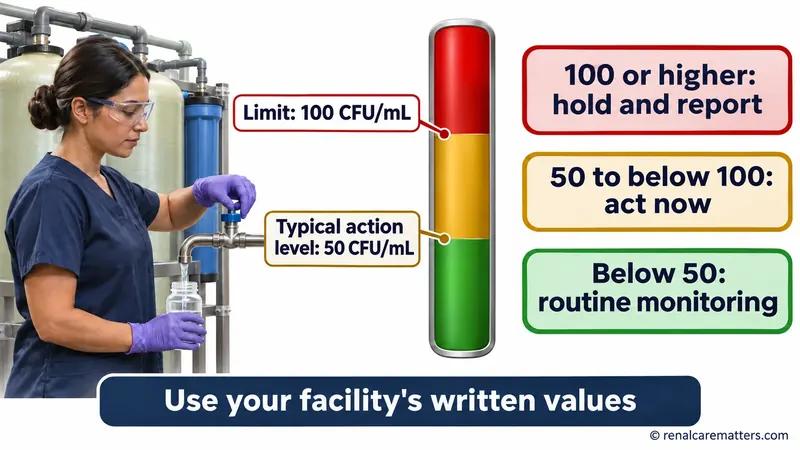 Limit: 100 CFU/mL
Typical action
level: 50 CFU/mL
100 or higher:
hold and report
50 to below 100:
act now
Below 50:
routine monitoring
Use your facility's written values
© renalcarematters.com